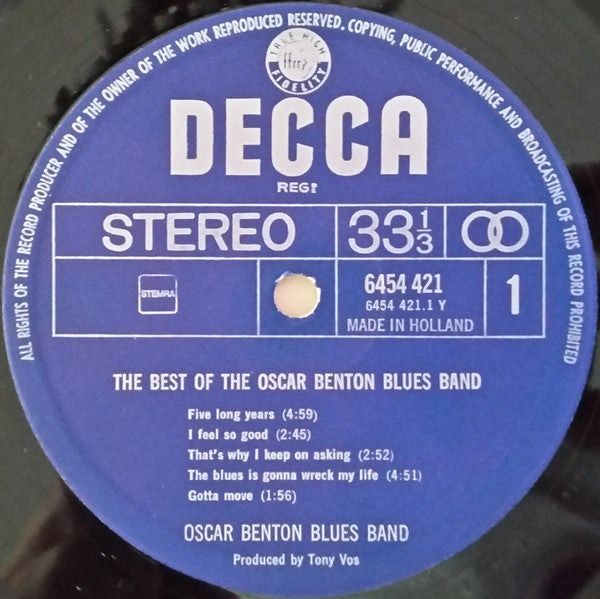 ALL RIGHTS OF THE RECORD PRODUCER AND OF THE OWNER OF THE WORK REPRODUCED RESERVED. COPYING, PUBLIC PERFORMANCE AND BROADCASTING OF THIS RECORD PROHIBITED
TRUE HIGH
ffrr
FIDELITY
DECCA
REGD
STEREO
33 1/3
STEMRA
6454 421
6454 421.1 Y
MADE IN HOLLAND
1
THE BEST OF THE OSCAR BENTON BLUES BAND
Five long years (4:59)
I feel so good (2:45)
That's why I keep on asking (2:52)
The blues is gonna wreck my life (4:51)
Gotta move (1:56)
OSCAR BENTON BLUES BAND
Produced by Tony Vos